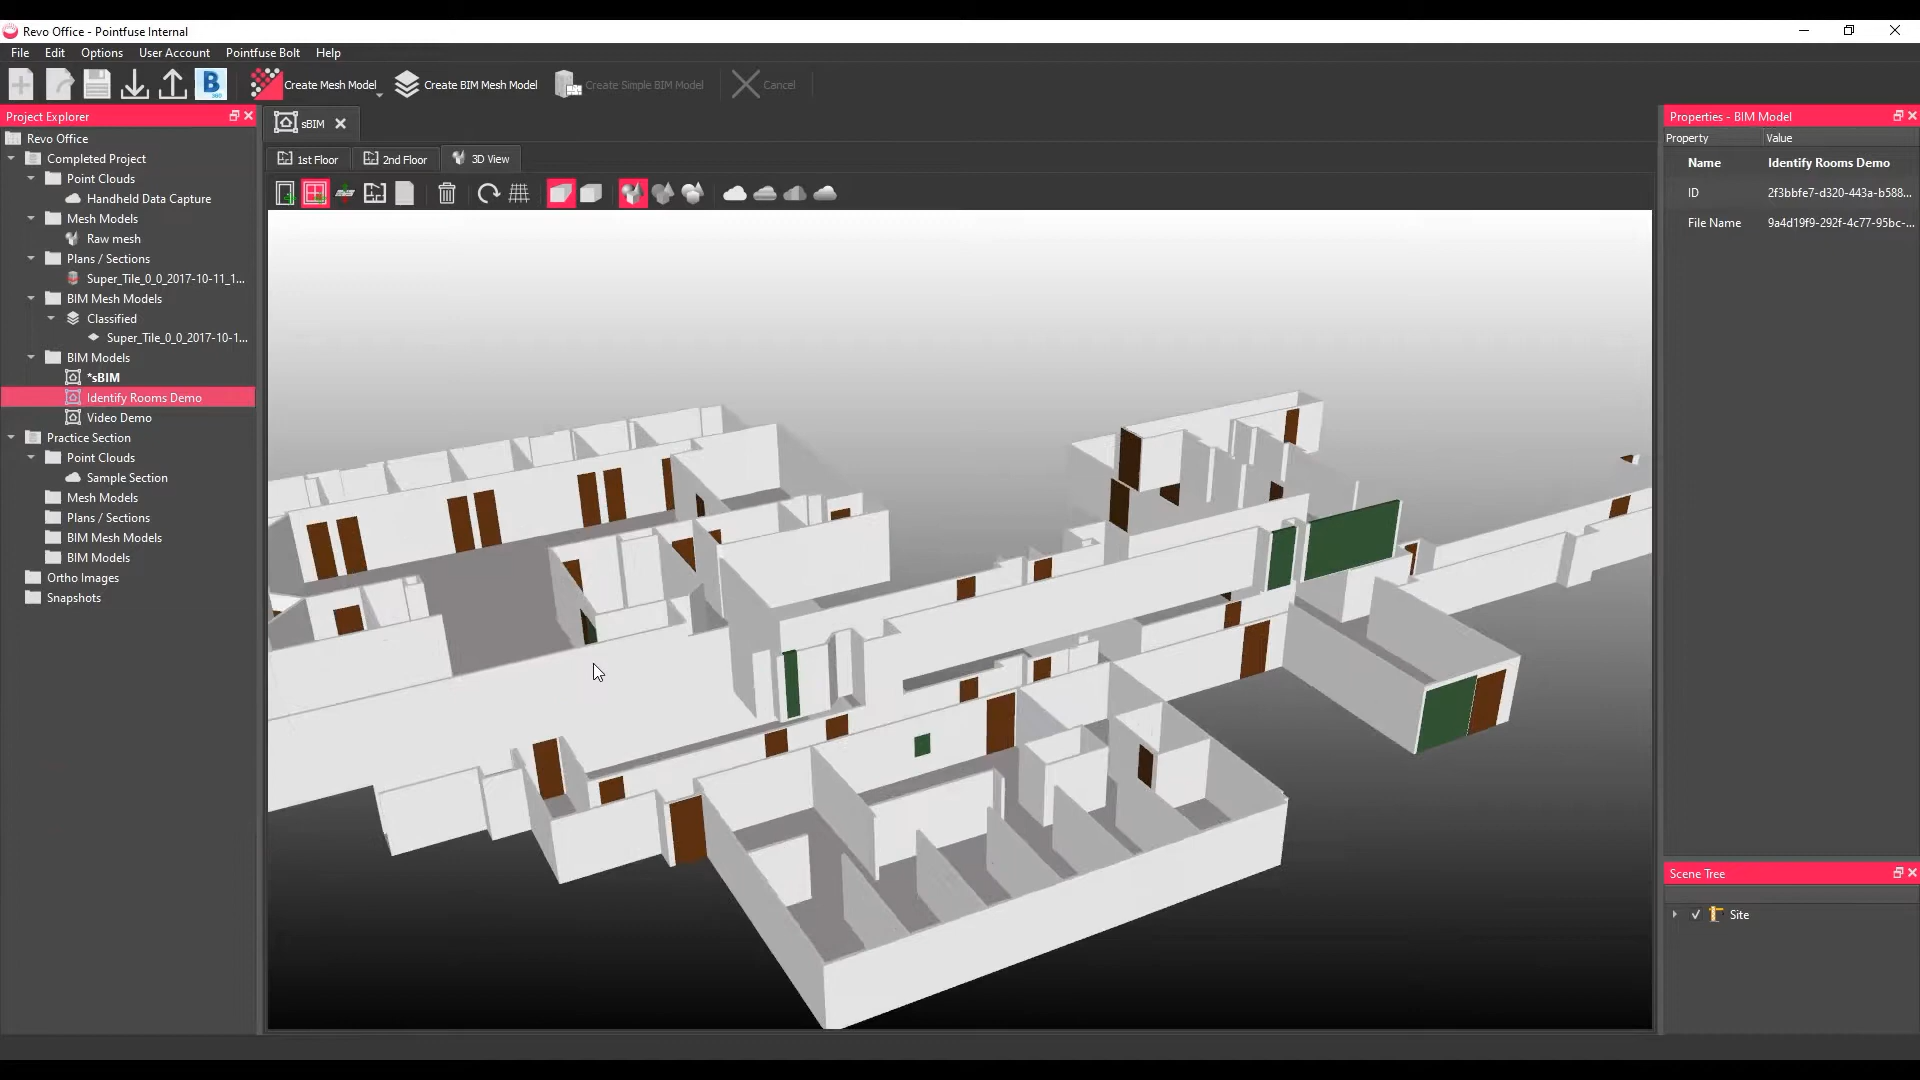 Revo Office - Pointfuse Internal
File Edit Options User Account Pointfuse Bolt Help
B 360 Create Mesh Model Create BIM Mesh Model Create Simple BIM Model Cancel
Project Explorer
Revo Office
Completed Project
Point Clouds
Handheld Data Capture
Mesh Models
Raw mesh
Plans / Sections
Super_Tile_0_0_2017-10-11_1...
BIM Mesh Models
Classified
Super_Tile_0_0_2017-10-1...
BIM Models
*sBIM
Identify Rooms Demo
Video Demo
Practice Section
Point Clouds
Sample Section
Mesh Models
Plans / Sections
BIM Mesh Models
BIM Models
Ortho Images
Snapshots
sBIM
1st Floor 2nd Floor 3D View
Properties - BIM Model
Property Value
Name Identify Rooms Demo
ID 2f3bbfe7-d320-443a-b588...
File Name 9a4d19f9-292f-4c77-95bc-...
Scene Tree
Site